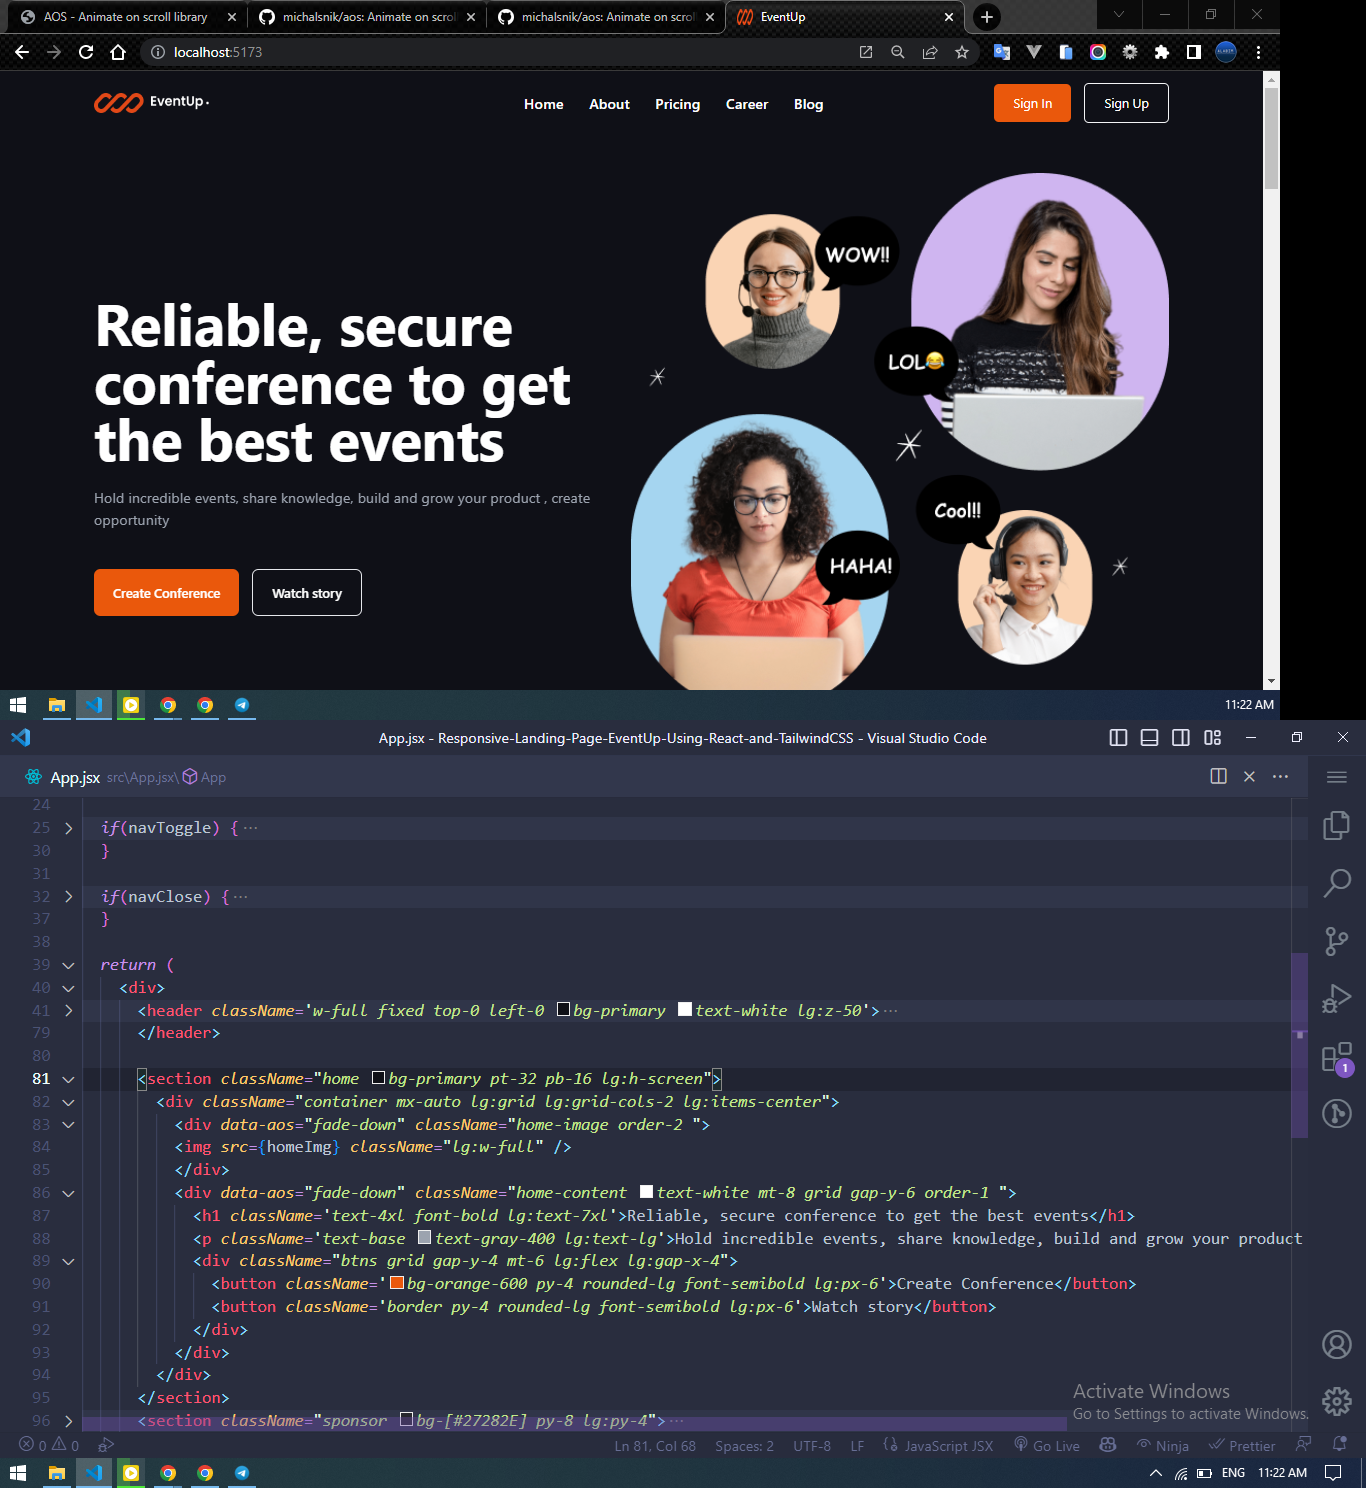 AOS - Animate on scroll library
michalsnik/aos: Animate on scroll
michalsnik/aos: Animate on scroll
EventUp
localhost:5173
EventUp
Home About Pricing Career Blog
Sign In Sign Up
WOW!!
LOL😂
Reliable, secure
conference to get
the best events
Cool!!!
HAHA!
Hold incredible events, share knowledge, build and grow your product , create
opportunity
Create Conference Watch story
11:22 AM
App.jsx - Responsive-Landing-Page-EventUp-Using-React-and-TailwindCSS - Visual Studio Code
App.jsx src\App.jsx\ App
24
25 if(navToggle) { ···
30 }
31
32 if(navClose) { ···
37 }
38
39 return (
40 <div>
41 <header className='w-full fixed top-0 left-0 bg-primary text-white lg:z-50'> ···
79 </header>
80
81 <section className="home bg-primary pt-32 pb-16 lg:h-screen">
82 <div className="container mx-auto lg:grid lg:grid-cols-2 lg:items-center">
83 <div data-aos="fade-down" className="home-image order-2 ">
84 <img src={homeImg} className="lg:w-full" />
85 </div>
86 <div data-aos="fade-down" className="home-content text-white mt-8 grid gap-y-6 order-1 ">
87 <h1 className='text-4xl font-bold lg:text-7xl'>Reliable, secure conference to get the best events</h1>
88 <p className='text-base text-gray-400 lg:text-lg'>Hold incredible events, share knowledge, build and grow your product
89 <div className="btns grid gap-y-4 mt-6 lg:flex lg:gap-x-4">
90 <button className='bg-orange-600 py-4 rounded-lg font-semibold lg:px-6'>Create Conference</button>
91 <button className='border py-4 rounded-lg font-semibold lg:px-6'>Watch story</button>
92 </div>
93 </div>
94 </div>
95 </section>
96 <section className="sponsor bg-[#27282E] py-8 lg:py-4"> ···
1
Activate Windows
Go to Settings to activate Windows.
0 0 Ln 81, Col 68 Spaces: 2 UTF-8 LF JavaScript JSX Go Live Ninja Prettier
ENG 11:22 AM